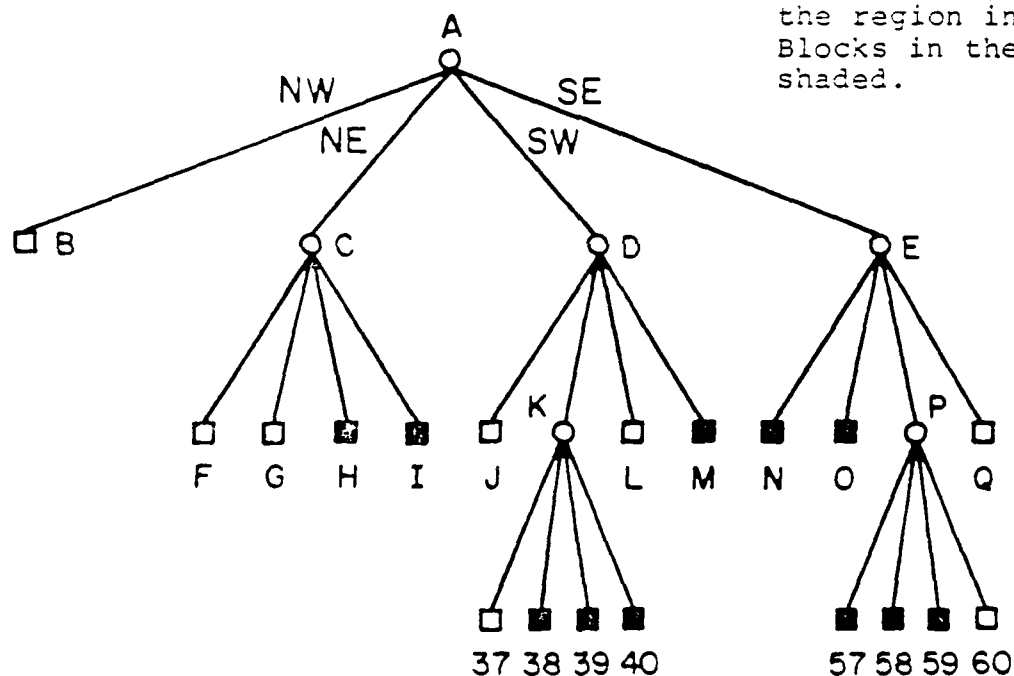 the region in
Blocks in the
shaded.
A
NW
SE
NE
SW
B
C
D
E
K
P
F G H I J L M N O Q
37 38 39 40 57 58 59 60